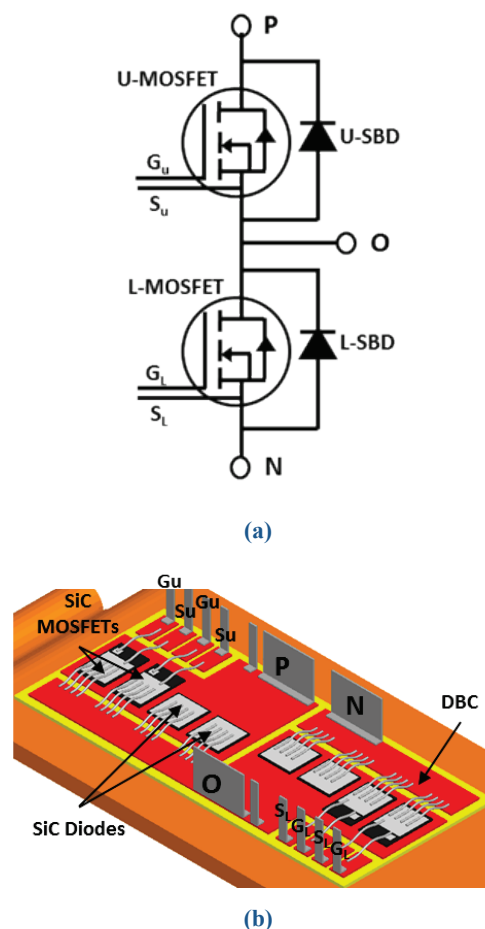 P
U-MOSFET
U-SBD
Gu
Su
O
L-MOSFET
L-SBD
GL
SL
N
(a)
Gu
SiC
MOSFETs
Su
Gu
Su
P
N
DBC
O
SL
GL
SL
GL
SiC Diodes
(b)